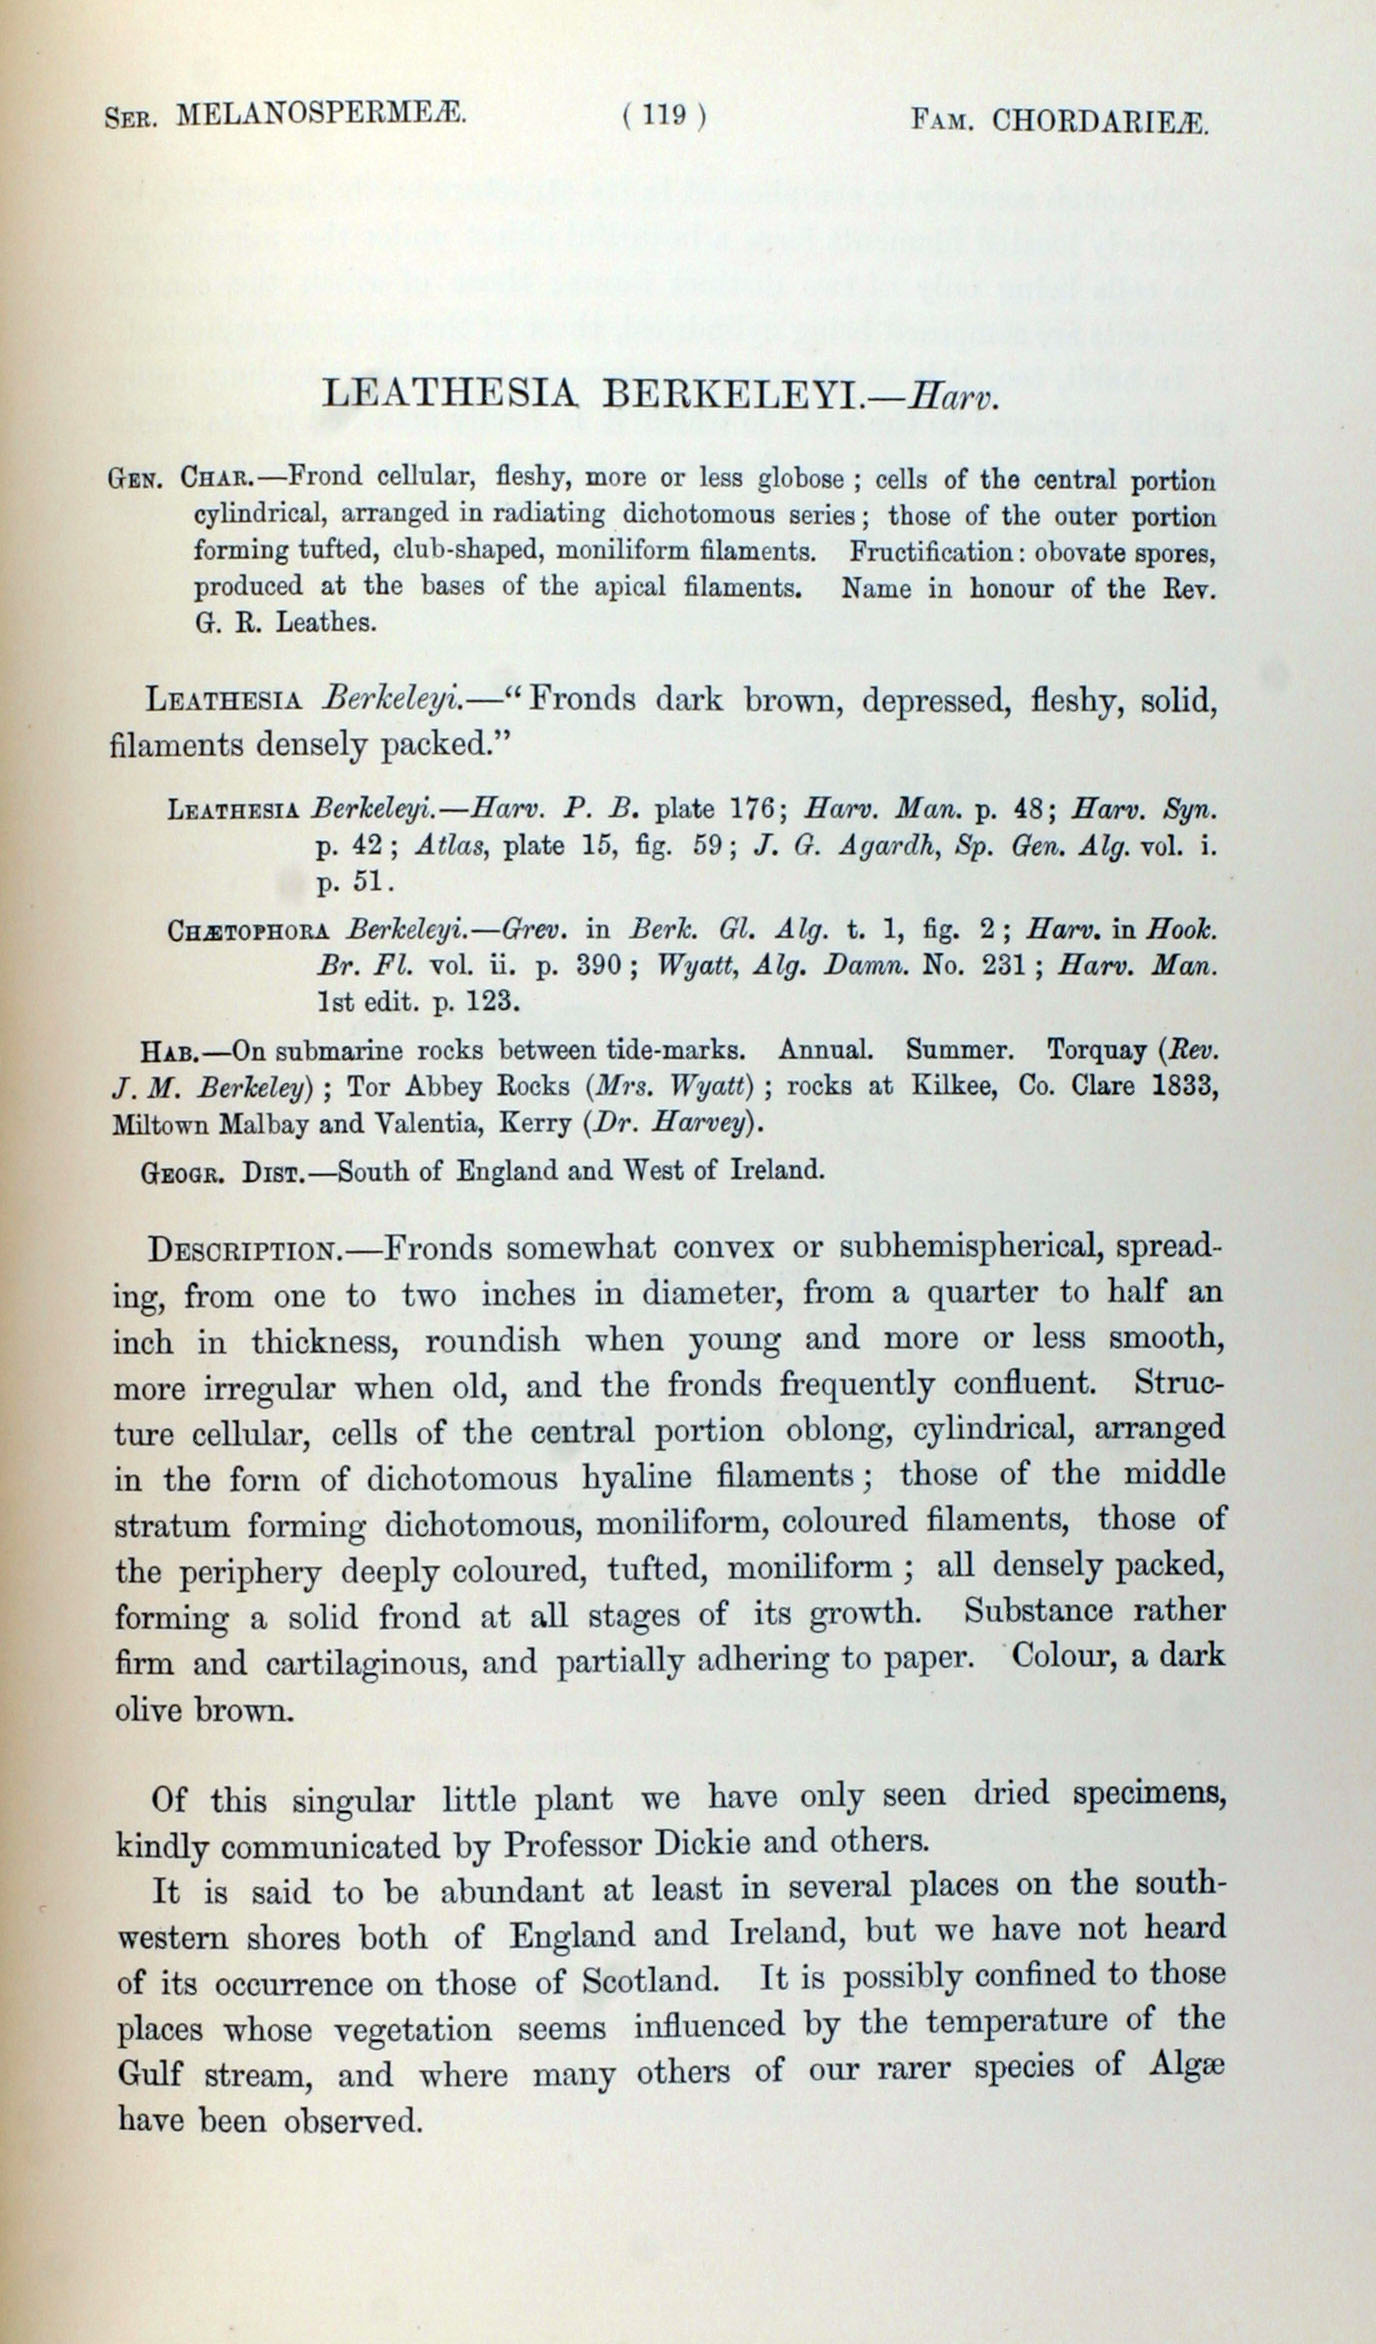 Ser. MELANOSPERMEÆ. ( 119 ) Fam. CHORDARIEÆ.
LEATHESIA BERKELEYI.—Harv.
Gen. Char.—Frond cellular, fleshy, more or less globose ; cells of the central portion
cylindrical, arranged in radiating dichotomous series ; those of the outer portion
forming tufted, club-shaped, moniliform filaments. Fructification : obovate spores,
produced at the bases of the apical filaments. Name in honour of the Rev.
G. R. Leathes.
Leathesia Berkeleyi.—“ Fronds dark brown, depressed, fleshy, solid,
filaments densely packed.”
Leathesia Berkeleyi.—Harv. P. B. plate 176; Harv. Man. p. 48; Harv. Syn.
p. 42 ; Atlas, plate 15, fig. 59 ; J. G. Agardh, Sp. Gen. Alg. vol. i.
p. 51.
Chætophora Berkeleyi.—Grev. in Berk. Gl. Alg. t. 1, fig. 2 ; Harv. in Hook.
Br. Fl. vol. ii. p. 390 ; Wyatt, Alg. Damn. No. 231 ; Harv. Man.
1st edit. p. 123.
Hab.—On submarine rocks between tide-marks. Annual. Summer. Torquay (Rev.
J. M. Berkeley) ; Tor Abbey Rocks (Mrs. Wyatt) ; rocks at Kilkee, Co. Clare 1833,
Miltown Malbay and Valentia, Kerry (Dr. Harvey).
Geogr. Dist.—South of England and West of Ireland.
Description.—Fronds somewhat convex or subhemispherical, spread-
ing, from one to two inches in diameter, from a quarter to half an
inch in thickness, roundish when young and more or less smooth,
more irregular when old, and the fronds frequently confluent. Struc-
ture cellular, cells of the central portion oblong, cylindrical, arranged
in the form of dichotomous hyaline filaments ; those of the middle
stratum forming dichotomous, moniliform, coloured filaments, those of
the periphery deeply coloured, tufted, moniliform ; all densely packed,
forming a solid frond at all stages of its growth. Substance rather
firm and cartilaginous, and partially adhering to paper. Colour, a dark
olive brown.
Of this singular little plant we have only seen dried specimens,
kindly communicated by Professor Dickie and others.
It is said to be abundant at least in several places on the south-
western shores both of England and Ireland, but we have not heard
of its occurrence on those of Scotland. It is possibly confined to those
places whose vegetation seems influenced by the temperature of the
Gulf stream, and where many others of our rarer species of Algæ
have been observed.